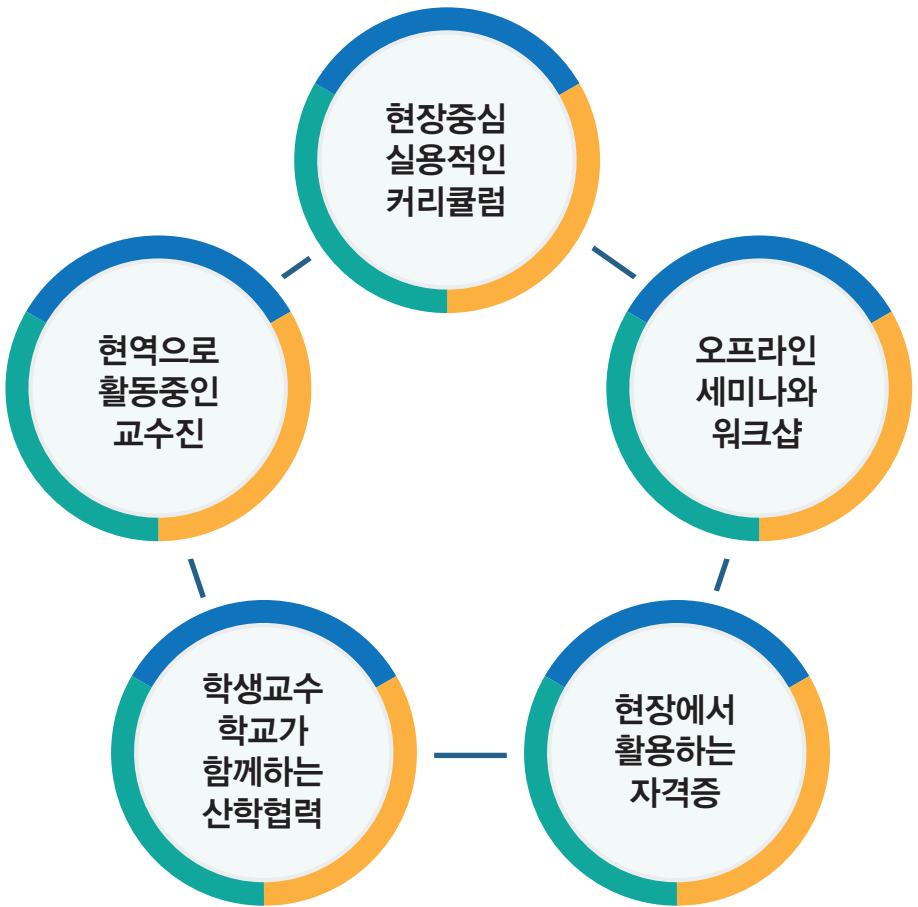 현장중심
실용적인
커리큘럼
현역으로
활동중인
교수진
오프라인
세미나와
워크샵
학생교수
학교가
함께하는
산학협력
현장에서
활용하는
자격증